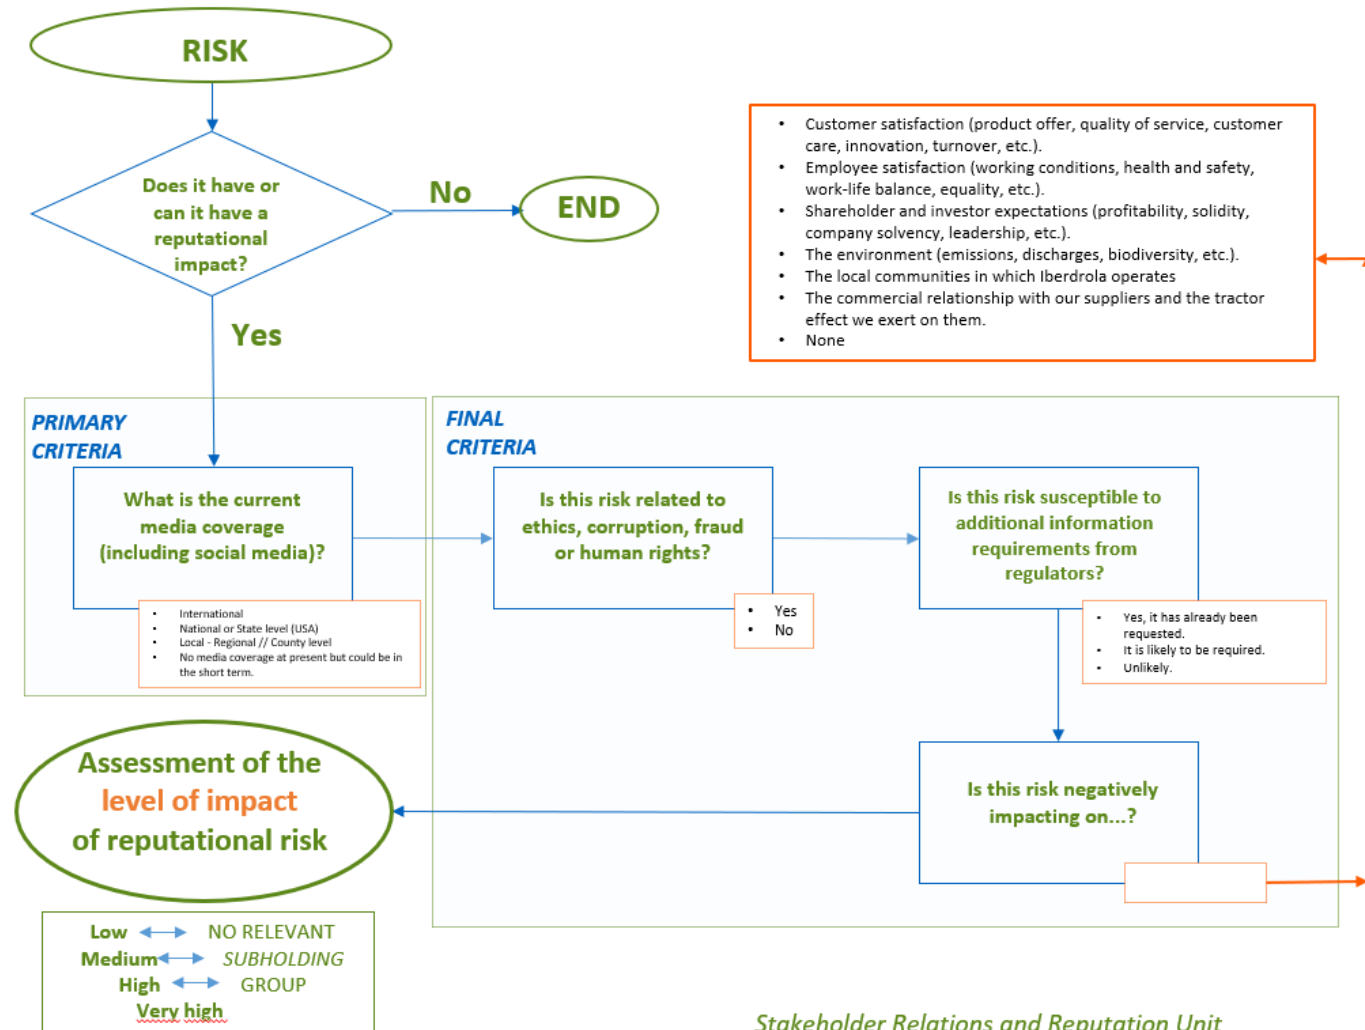 RISK
Does it have or
can it have a
reputational
impact?
No
END
Yes
• Customer satisfaction (product offer, quality of service, customer
care, innovation, turnover, etc.).
• Employee satisfaction (working conditions, health and safety,
work-life balance, equality, etc.).
• Shareholder and investor expectations (profitability, solidity,
company solvency, leadership, etc.).
• The environment (emissions, discharges, biodiversity, etc.).
• The local communities in which Iberdrola operates
• The commercial relationship with our suppliers and the tractor
effect we exert on them.
• None
PRIMARY
CRITERIA
What is the current
media coverage
(including social media)?
• International
• National or State level (USA)
• Local - Regional // County level
• No media coverage at present but could be in
the short term.
FINAL
CRITERIA
Is this risk related to
ethics, corruption, fraud
or human rights?
• Yes
• No
Is this risk susceptible to
additional information
requirements from
regulators?
• Yes, it has already been
requested.
• It is likely to be required.
• Unlikely.
Is this risk negatively
impacting on...?
Assessment of the
level of impact
of reputational risk
Low NO RELEVANT
Medium SUBHOLDING
High GROUP
Very high
Stakeholder Relations and Reputation Unit